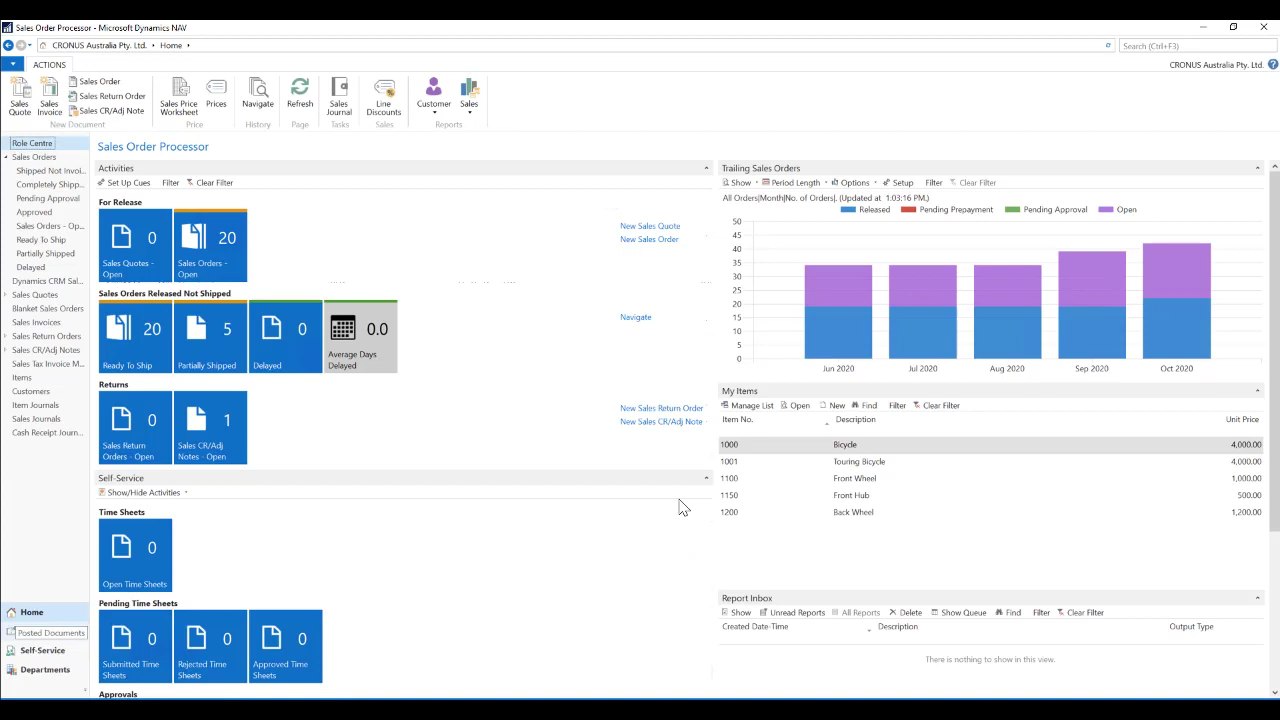 Sales Order Processor - Microsoft Dynamics NAV
CRONUS Australia Pty. Ltd. Home
Search (Ctrl+F3)
ACTIONS
CRONUS Australia Pty. Ltd.
Sales Quote
Sales Invoice
Sales Order
Sales Return Order
Sales CR/Adj Note
New Document
Sales Price Worksheet
Prices
Price
Navigate
History
Refresh
Page
Sales Journal
Tasks
Line Discounts
Sales
Customer
Sales
Reports
Role Centre
Sales Orders
Shipped Not Invoi...
Completely Shipp...
Pending Approval
Approved
Sales Orders - Op...
Ready To Ship
Partially Shipped
Delayed
Dynamics CRM Sal...
Sales Quotes
Blanket Sales Orders
Sales Invoices
Sales Return Orders
Sales CR/Adj Notes
Sales Tax Invoice M...
Items
Customers
Item Journals
Sales Journals
Cash Receipt Journ...
Home
Posted Documents
Self-Service
Departments
Sales Order Processor
Activities
Set Up Cues Filter Clear Filter
For Release
0
Sales Quotes -
Open
20
Sales Orders -
Open
New Sales Quote
New Sales Order
Sales Orders Released Not Shipped
20
Ready To Ship
5
Partially Shipped
0
Delayed
0.0
Average Days
Delayed
Navigate
Returns
0
Sales Return
Orders - Open
1
Sales CR/Adj
Notes - Open
New Sales Return Order
New Sales CR/Adj Note
Self-Service
Show/Hide Activities
Time Sheets
0
Open Time Sheets
Pending Time Sheets
0
Submitted Time
Sheets
0
Rejected Time
Sheets
0
Approved Time
Sheets
Approvals
Trailing Sales Orders
Show Period Length Options Setup Filter Clear Filter
All Orders|Month|No. of Orders|. (Updated at 1:03:16 PM.)
Released Pending Prepayment Pending Approval Open
50
45
40
35
30
25
20
15
10
5
0
Jun 2020 Jul 2020 Aug 2020 Sep 2020 Oct 2020
My Items
Manage List Open New Find Filter Clear Filter
Item No. Description Unit Price
1000 Bicycle 4,000.00
1001 Touring Bicycle 4,000.00
1100 Front Wheel 1,000.00
1150 Front Hub 500.00
1200 Back Wheel 1,200.00
Report Inbox
Show Unread Reports All Reports Delete Show Queue Find Filter Clear Filter
Created Date-Time Description Output Type
There is nothing to show in this view.